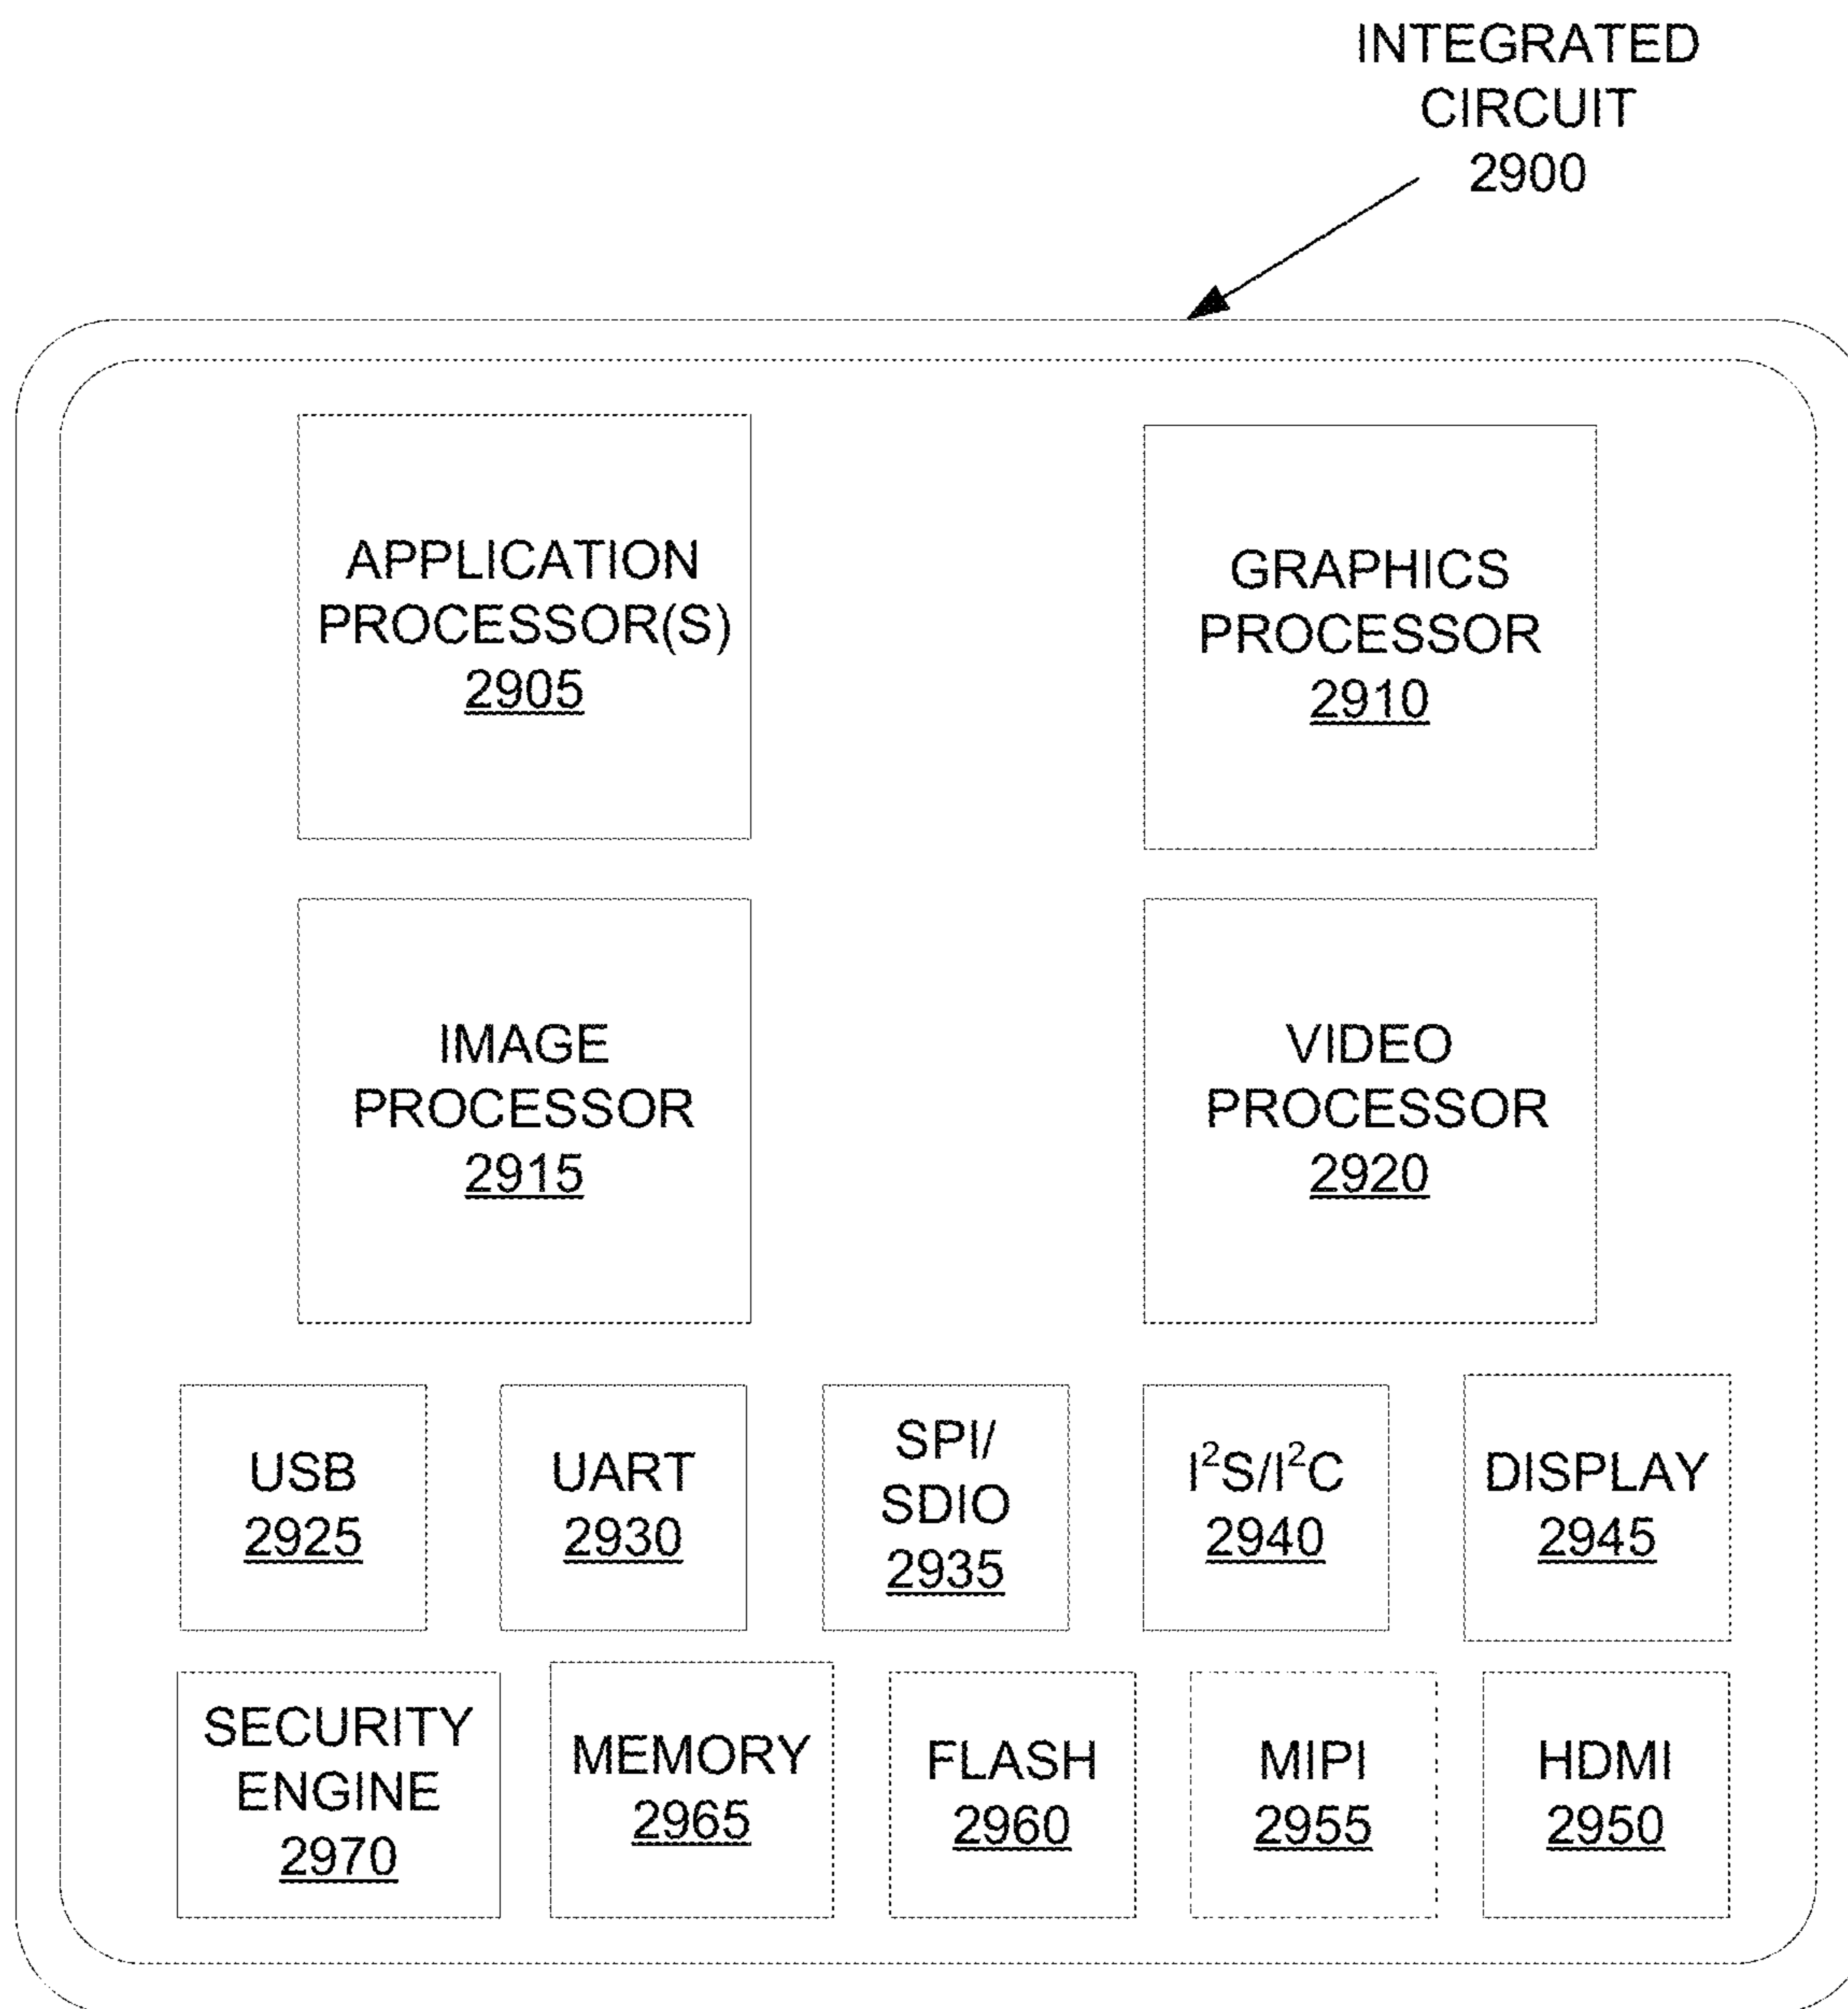 INTEGRATED
CIRCUIT
2900
APPLICATION
PROCESSOR(S)
2905
GRAPHICS
PROCESSOR
2910
IMAGE
PROCESSOR
2915
VIDEO
PROCESSOR
2920
USB
2925
UART
2930
SPI/
SDIO
2935
I²S/I²C
2940
DISPLAY
2945
SECURITY
ENGINE
2970
MEMORY
2965
FLASH
2960
MIPI
2955
HDMI
2950